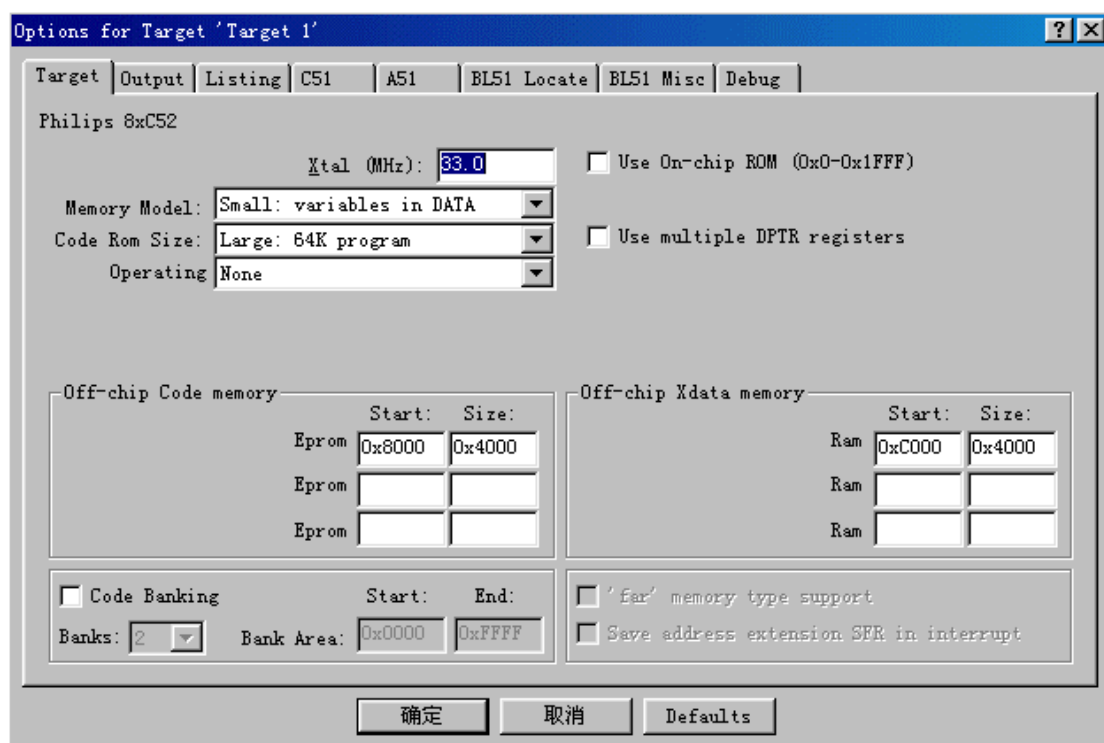 Options for Target 'Target 1'
Target Output Listing C51 A51 BL51 Locate BL51 Misc Debug
Philips 8xC52
Xtal (MHz): 33.0 Use On-chip ROM (0x0-0x1FFF)
Memory Model: Small: variables in DATA
Code Rom Size: Large: 64K program Use multiple DPTR registers
Operating None
Off-chip Code memory Off-chip Xdata memory
Start: Size: Start: Size:
Eprom 0x8000 0x4000 Ram 0xC000 0x4000
Eprom Ram
Eprom Ram
Code Banking Start: End: 'far' memory type support
Banks: 2 Bank Area: 0x0000 0xFFFF Save address extension SFR in interrupt
确定 取消 Defaults